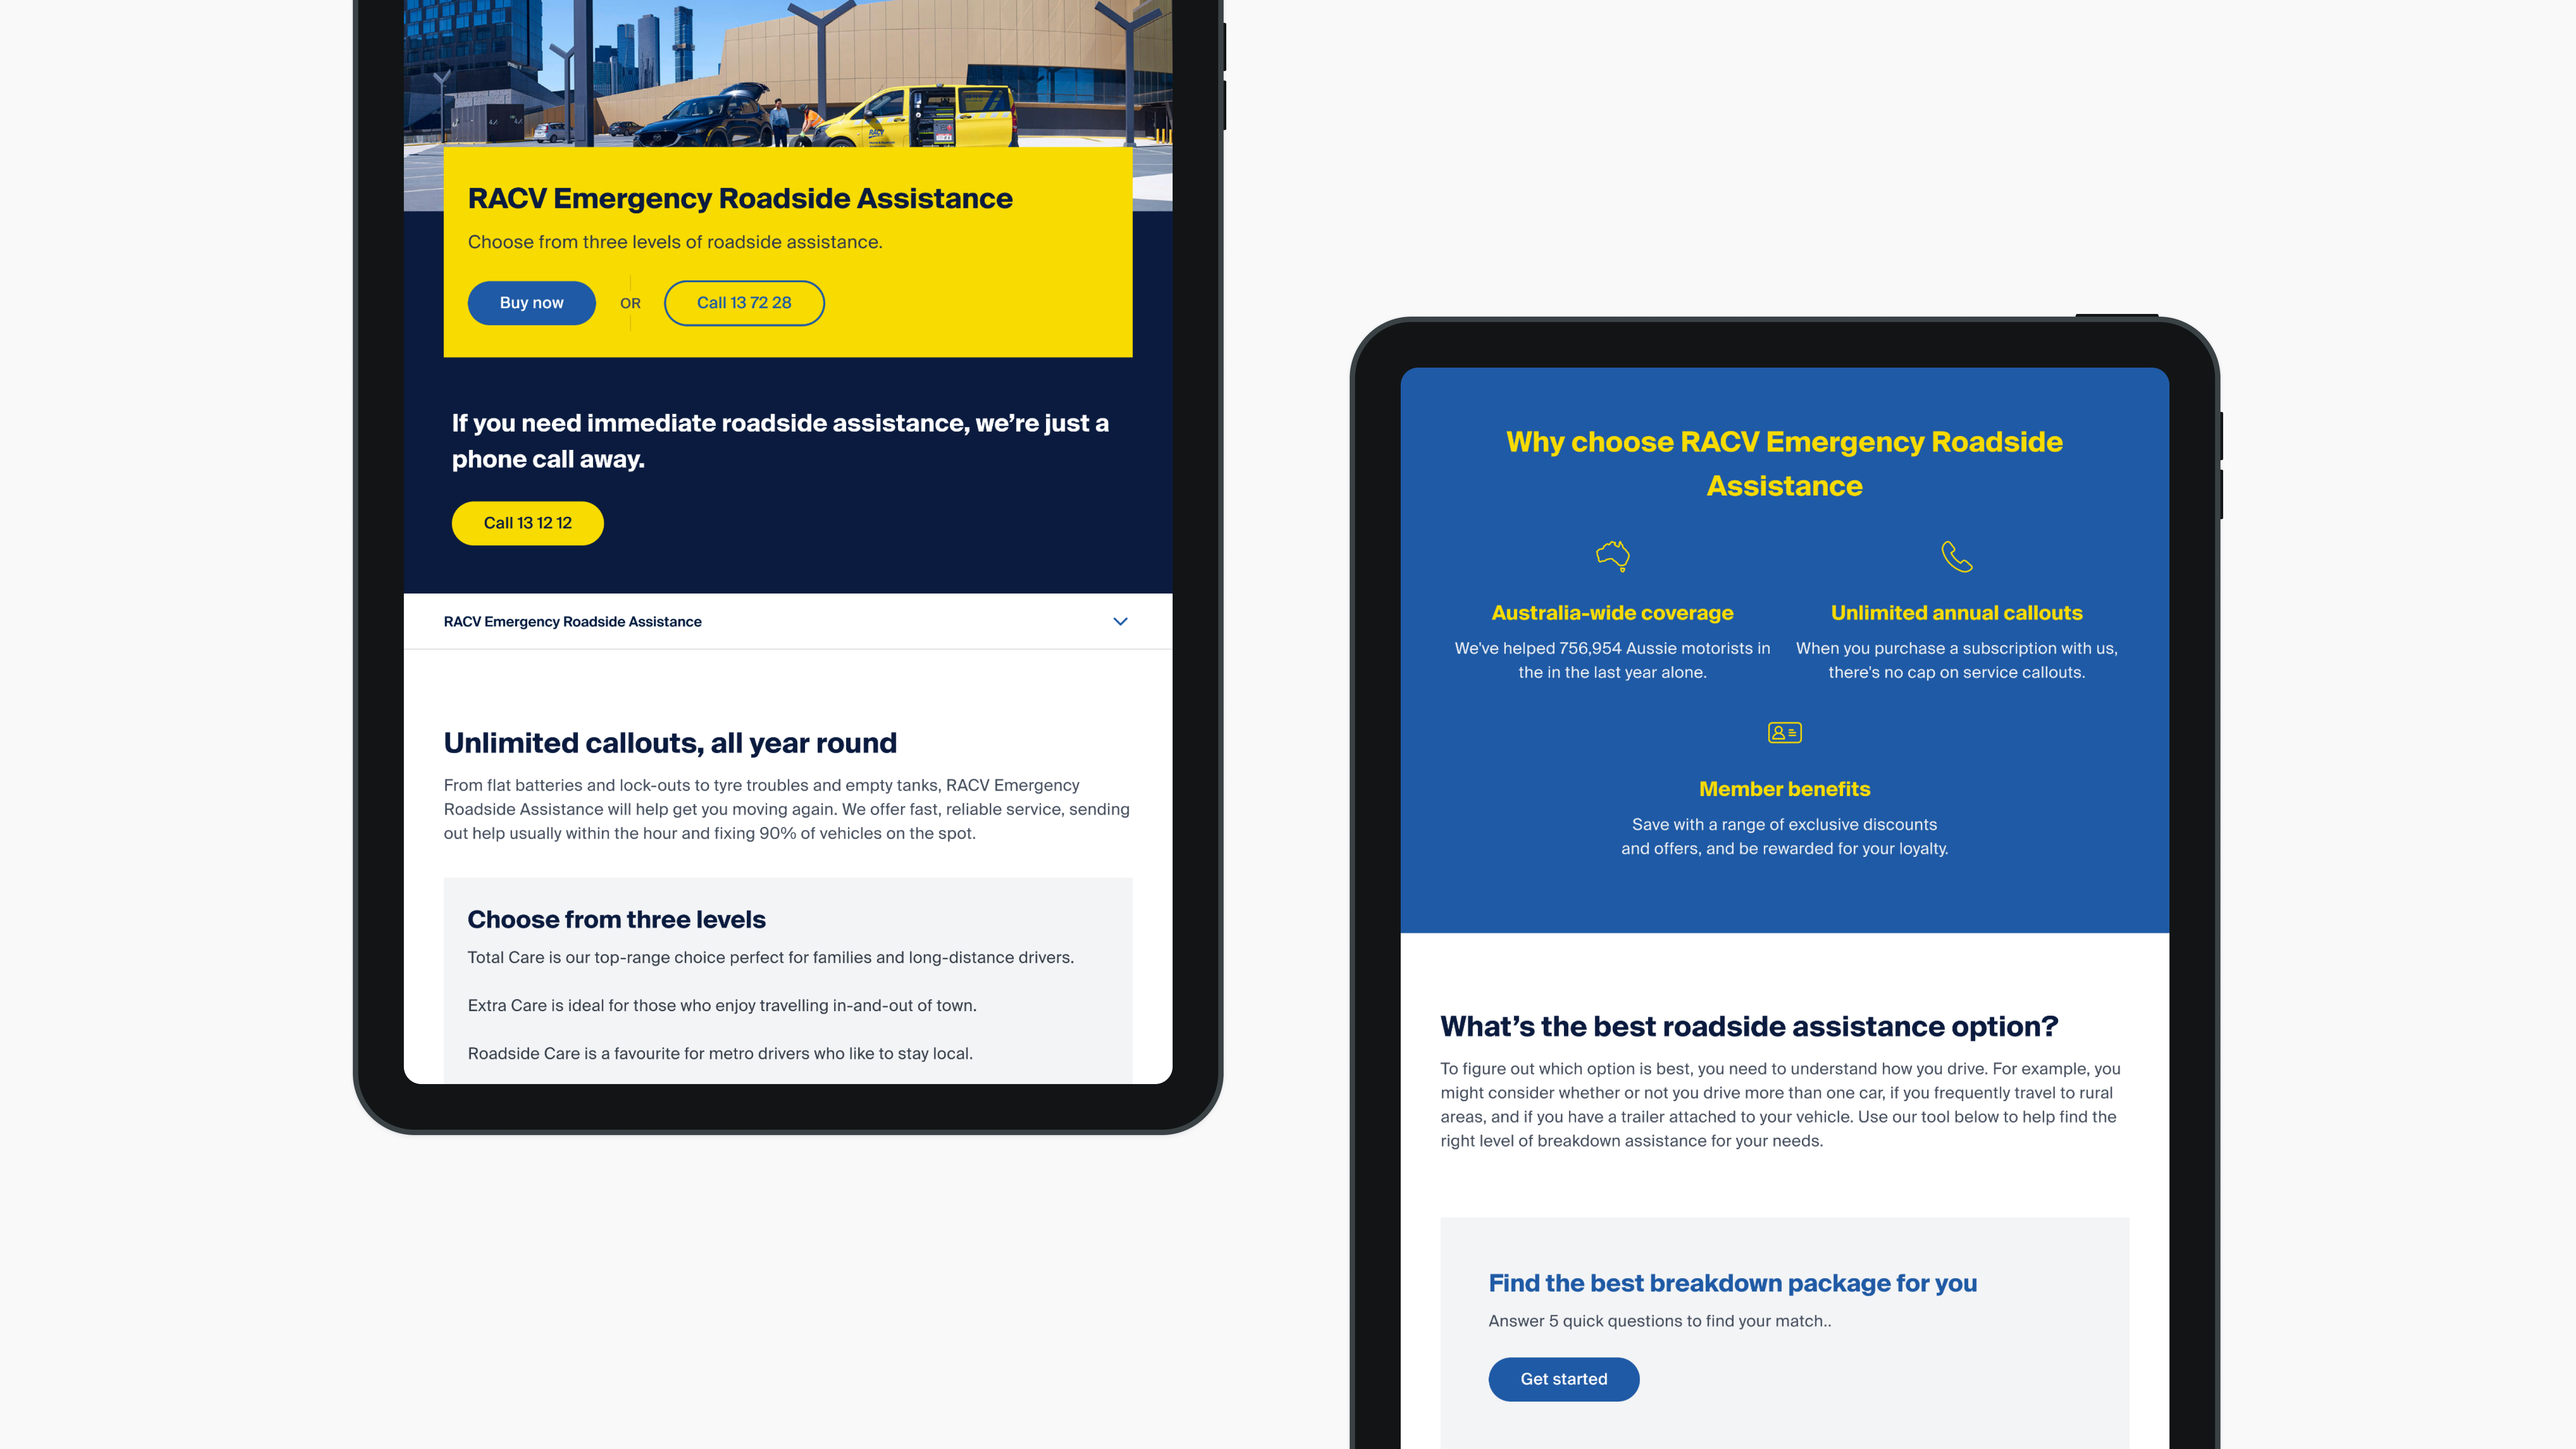 RACV
RACV Emergency Roadside Assistance
Choose from three levels of roadside assistance.
Buy now
OR
Call 13 72 28
If you need immediate roadside assistance, we’re just a
phone call away.
Call 13 12 12
RACV Emergency Roadside Assistance
Unlimited callouts, all year round
From flat batteries and lock-outs to tyre troubles and empty tanks, RACV Emergency
Roadside Assistance will help get you moving again. We offer fast, reliable service, sending
out help usually within the hour and fixing 90% of vehicles on the spot.
Choose from three levels
Total Care is our top-range choice perfect for families and long-distance drivers.
Extra Care is ideal for those who enjoy travelling in-and-out of town.
Roadside Care is a favourite for metro drivers who like to stay local.
Why choose RACV Emergency Roadside
Assistance
Australia-wide coverage
We've helped 756,954 Aussie motorists in
the in the last year alone.
Unlimited annual callouts
When you purchase a subscription with us,
there's no cap on service callouts.
Member benefits
Save with a range of exclusive discounts
and offers, and be rewarded for your loyalty.
What’s the best roadside assistance option?
To figure out which option is best, you need to understand how you drive. For example, you
might consider whether or not you drive more than one car, if you frequently travel to rural
areas, and if you have a trailer attached to your vehicle. Use our tool below to help find the
right level of breakdown assistance for your needs.
Find the best breakdown package for you
Answer 5 quick questions to find your match..
Get started